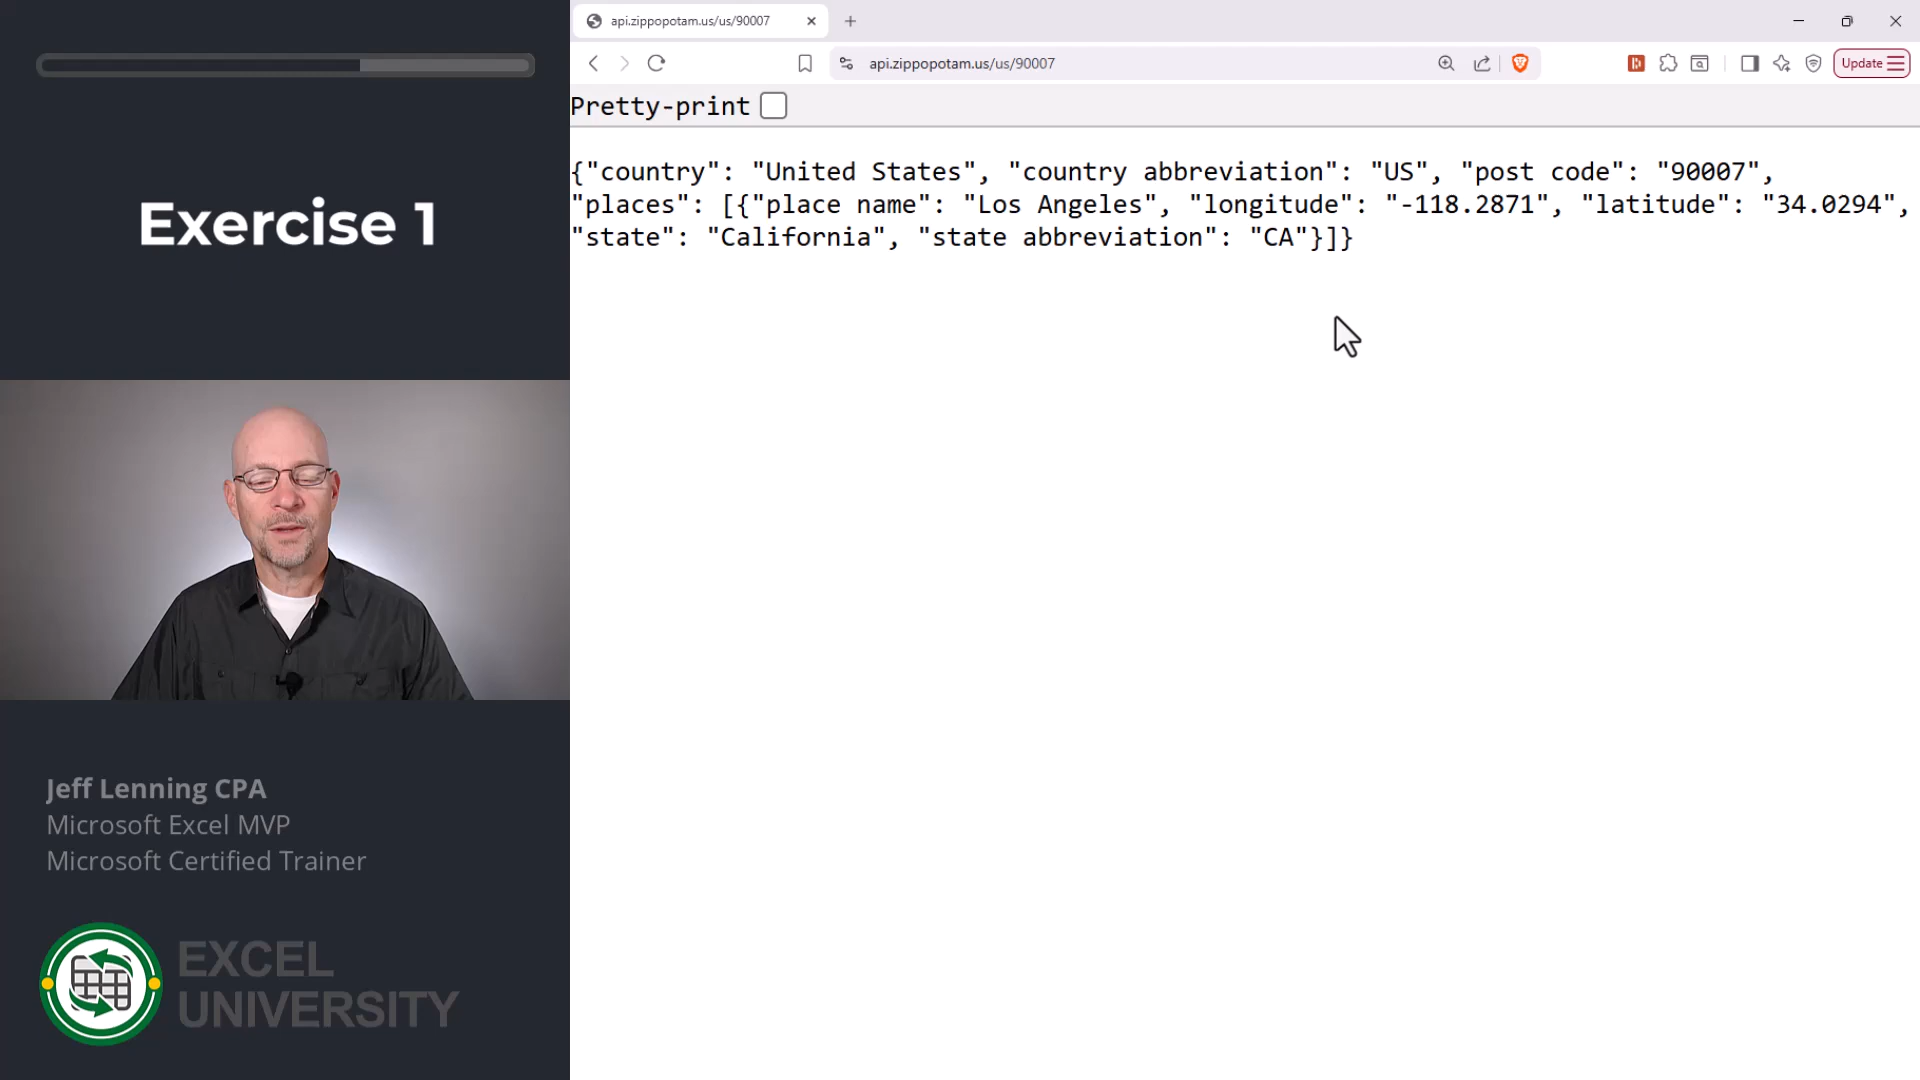 Exercise 1
Jeff Lenning CPA
Microsoft Excel MVP
Microsoft Certified Trainer
EXCEL
UNIVERSITY
api.zippopotam.us/us/90007
api.zippopotam.us/us/90007
Update
Pretty-print
{"country": "United States", "country abbreviation": "US", "post code": "90007",
"places": [{"place name": "Los Angeles", "longitude": "-118.2871", "latitude": "34.0294",
"state": "California", "state abbreviation": "CA"}]}